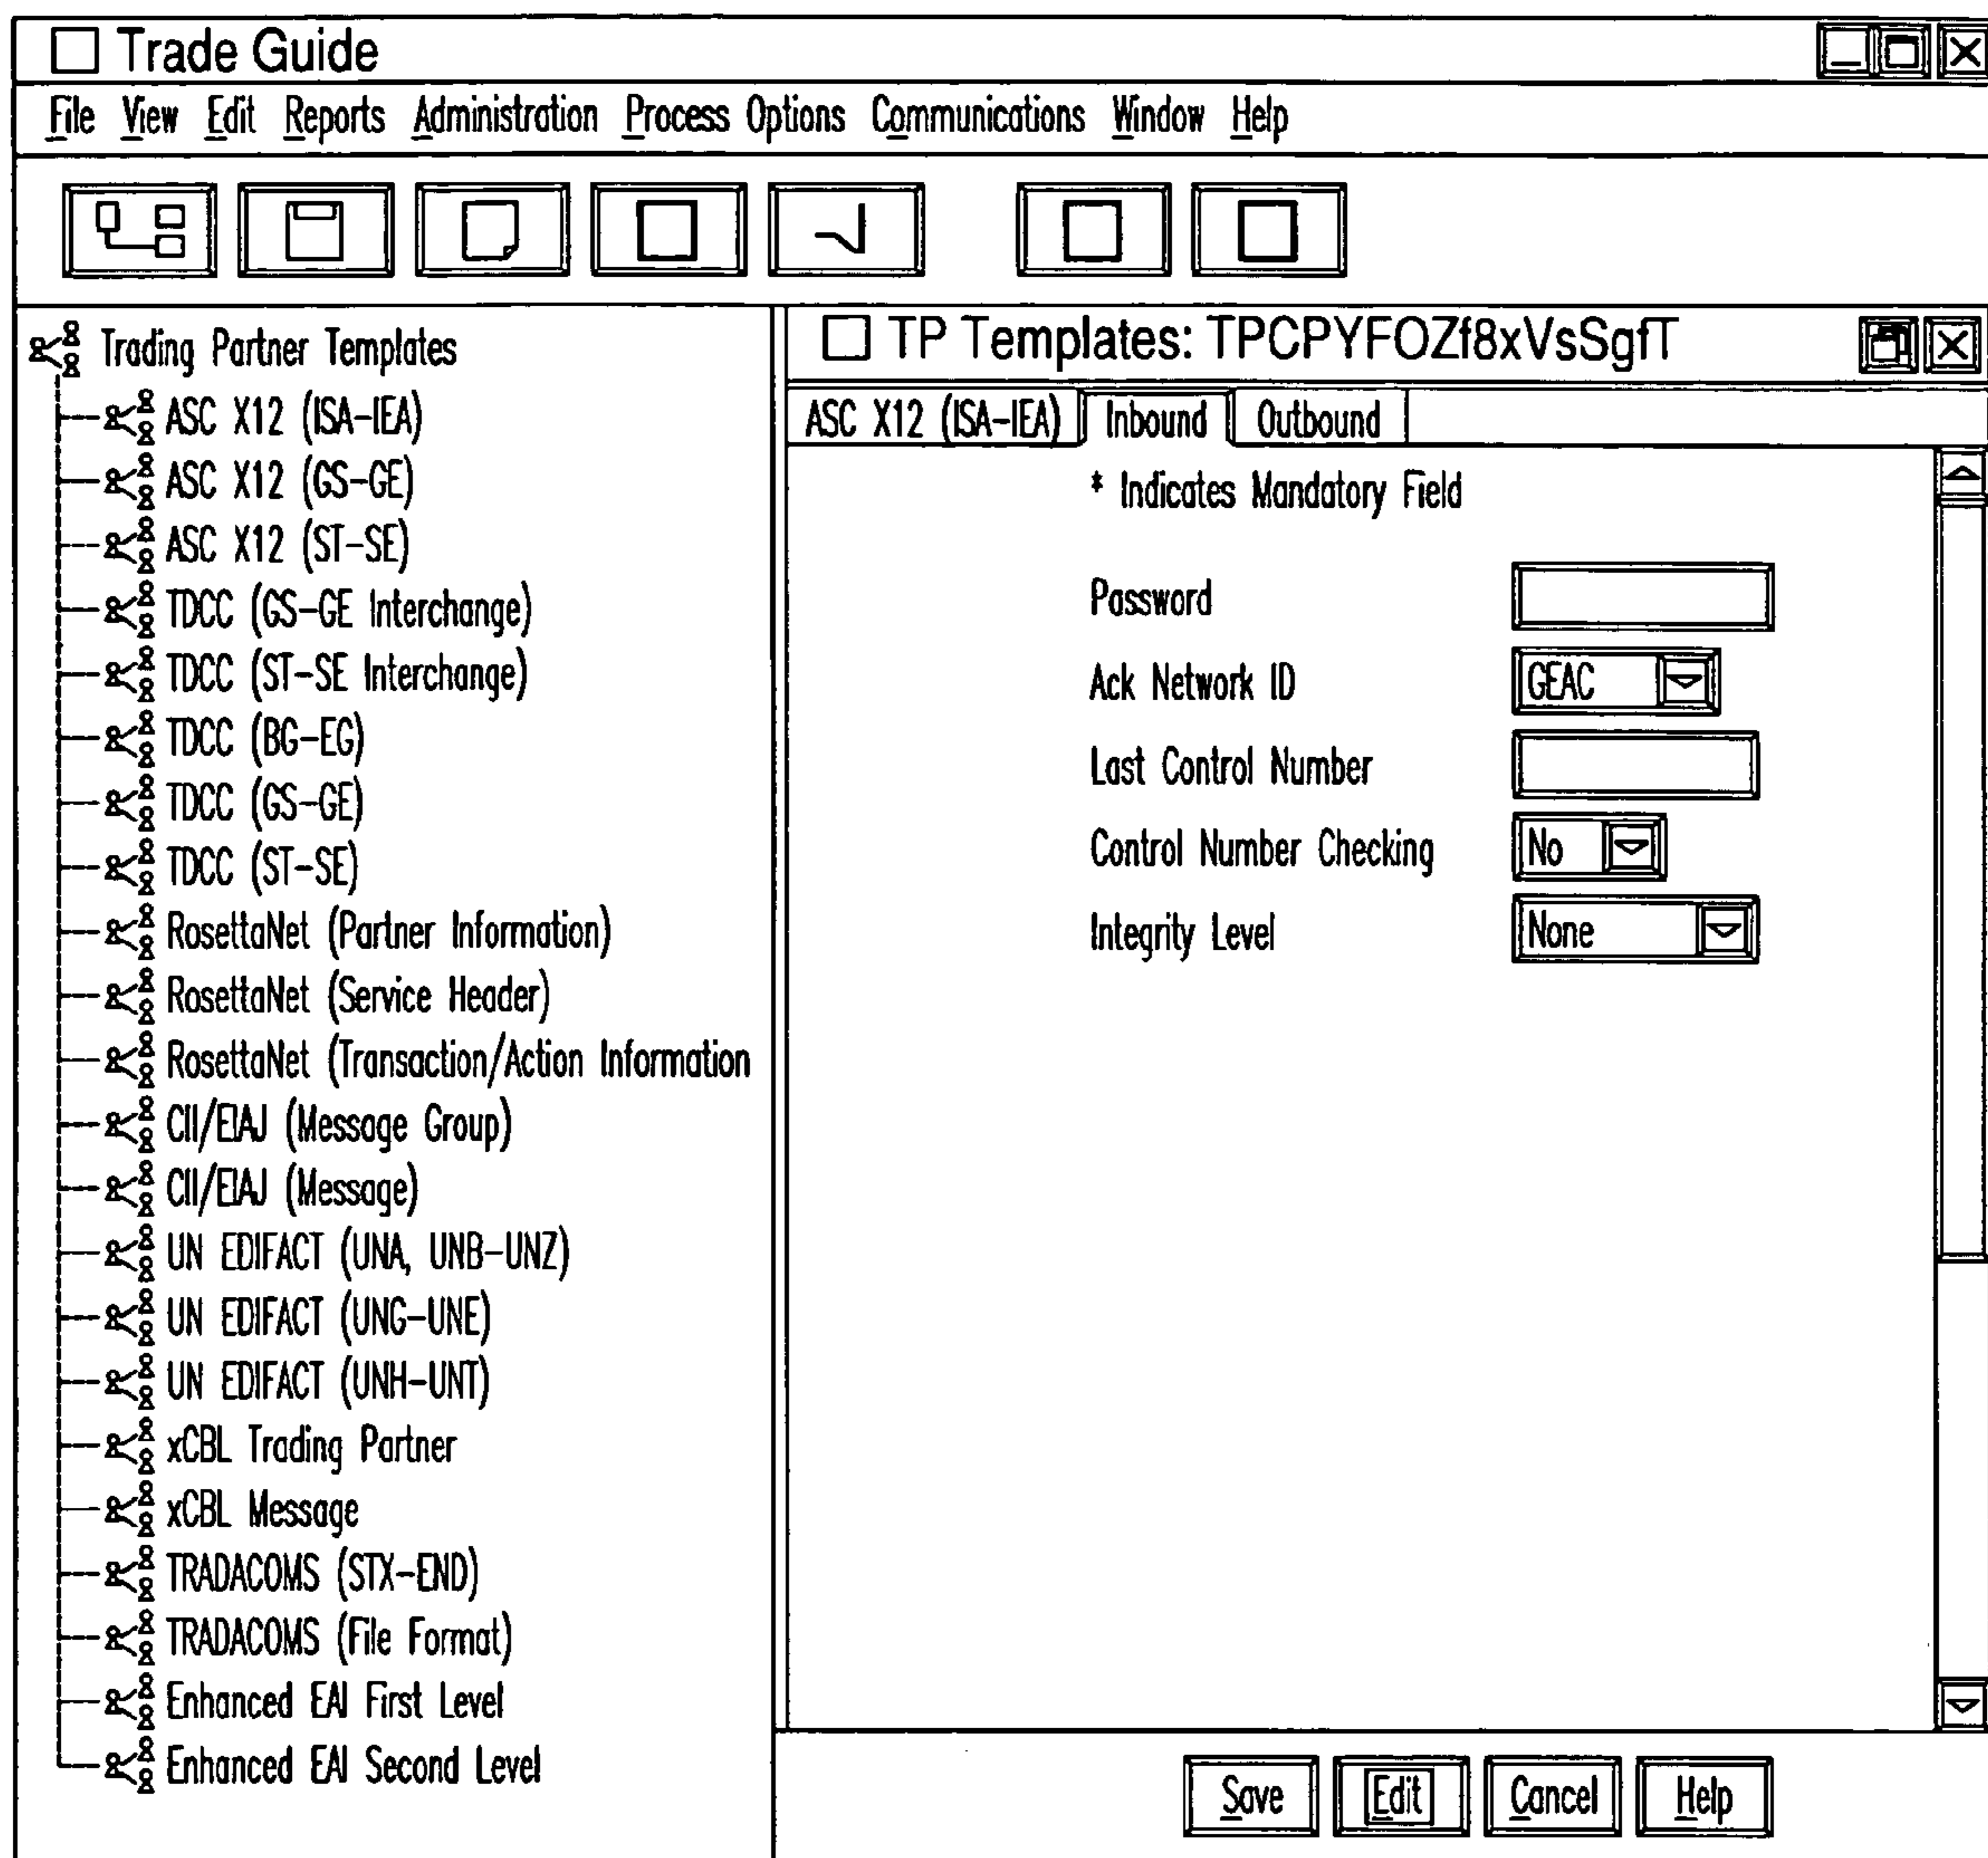 Trade Guide
File View Edit Reports Administration Process Options Communications Window Help
Trading Partner Templates
ASC X12 (ISA-IEA)
ASC X12 (GS-GE)
ASC X12 (ST-SE)
TDCC (GS-GE Interchange)
TDCC (ST-SE Interchange)
TDCC (BG-EG)
TDCC (GS-GE)
TDCC (ST-SE)
RosettaNet (Partner Information)
RosettaNet (Service Header)
RosettaNet (Transaction/Action Information
CII/EIAJ (Message Group)
CII/EIAJ (Message)
UN EDIFACT (UNA, UNB-UNZ)
UN EDIFACT (UNG-UNE)
UN EDIFACT (UNH-UNT)
xCBL Trading Partner
xCBL Message
TRADACOMS (STX-END)
TRADACOMS (File Format)
Enhanced EAI First Level
Enhanced EAI Second Level
TP Templates: TPCPYFOZf8xVsSgfT
ASC X12 (ISA-IEA) Inbound Outbound
* Indicates Mandatory Field
Password
Ack Network ID GEAC
Last Control Number
Control Number Checking No
Integrity Level None
Save Edit Cancel Help